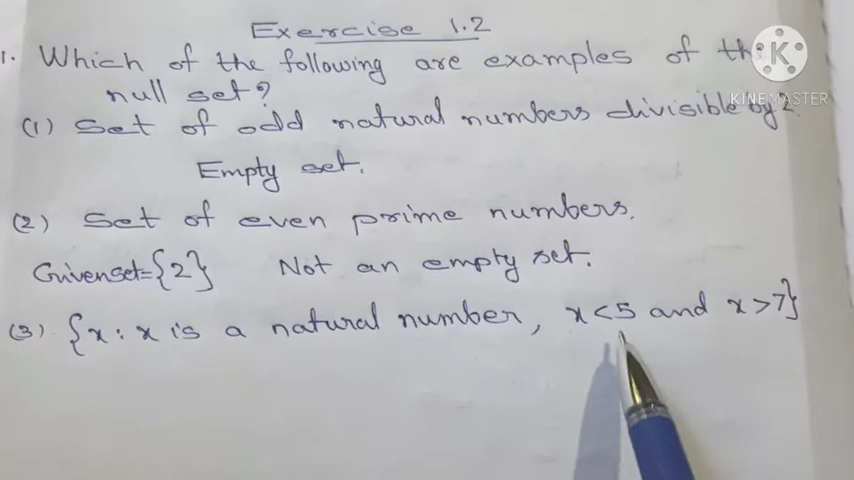 Exercise 1.2
1. Which of the following are examples of the
null set?
(1) Set of odd natural numbers divisible by 2.
Empty set.
(2) Set of even prime numbers.
Given set = {2} Not an empty set.
(3) {x : x is a natural number, x < 5 and x > 7}
KINEMASTER